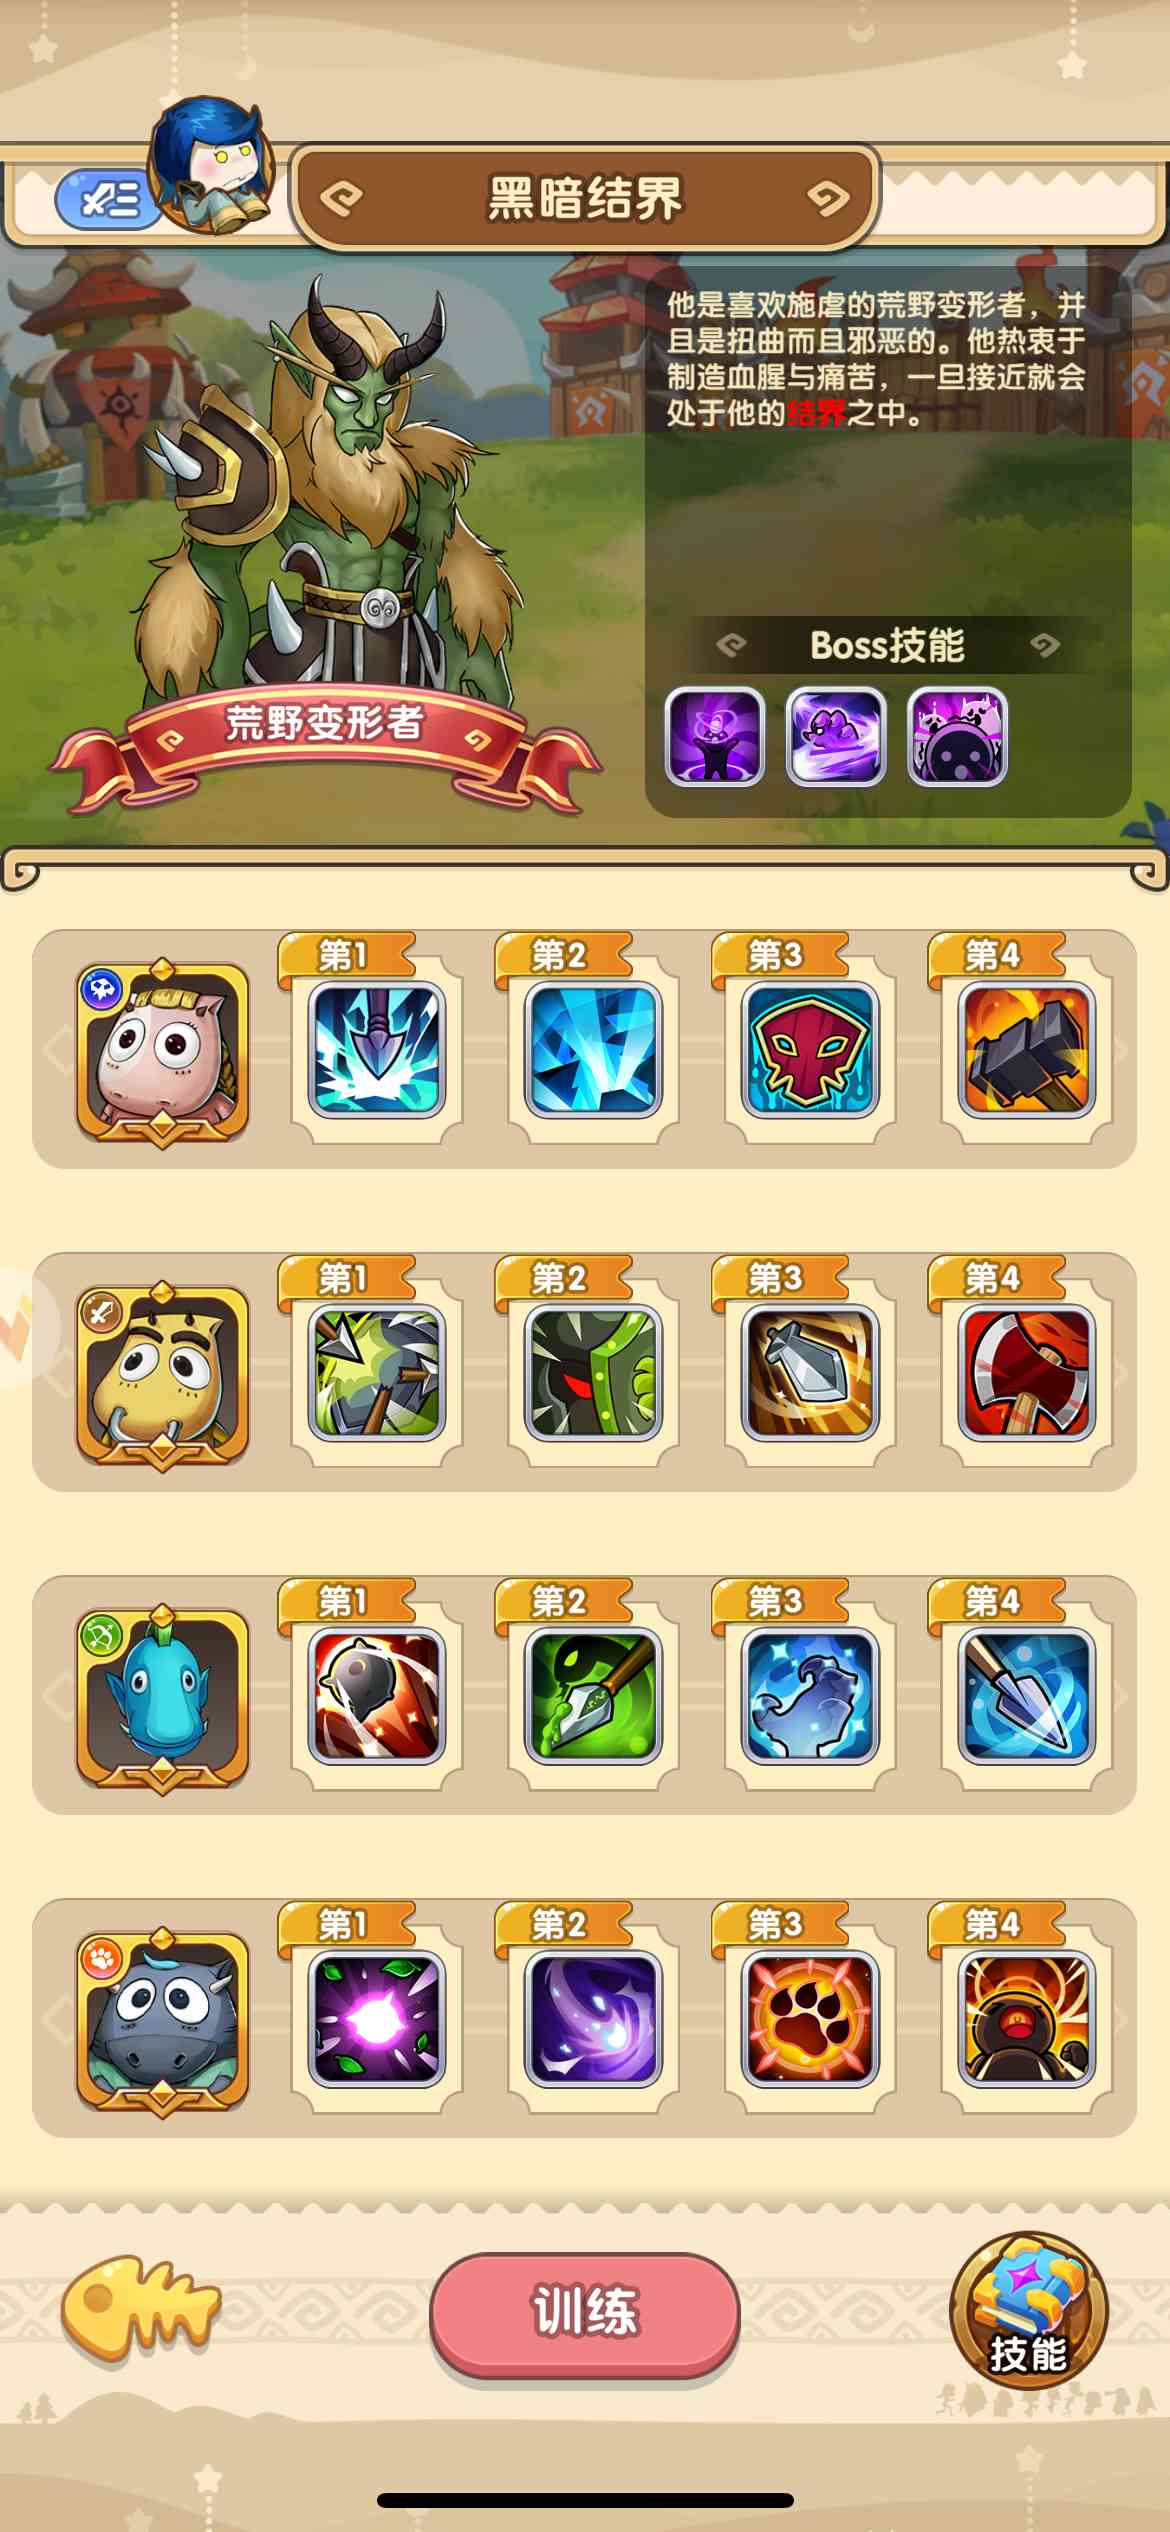 黑暗结界
他是喜欢施虐的荒野变形者，并
且是扭曲而且邪恶的。他热衷于
制造血腥与痛苦，一旦接近就会
处于他的结界之中。
Boss技能
荒野变形者
第1 第2 第3 第4
第1 第2 第3 第4
第1 第2 第3 第4
第1 第2 第3 第4
训练
技能